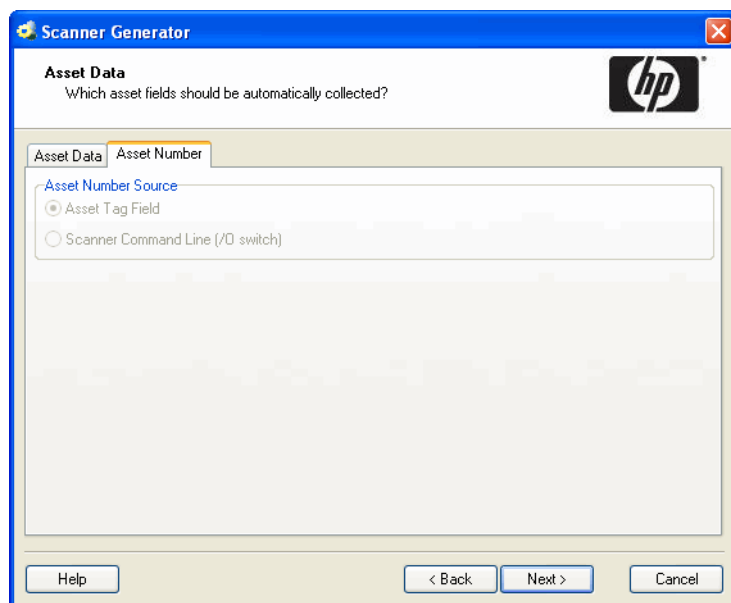 Scanner Generator
Asset Data
Which asset fields should be automatically collected?
hp
Asset Data Asset Number
Asset Number Source
Asset Tag Field
Scanner Command Line (/O switch)
Help < Back Next > Cancel